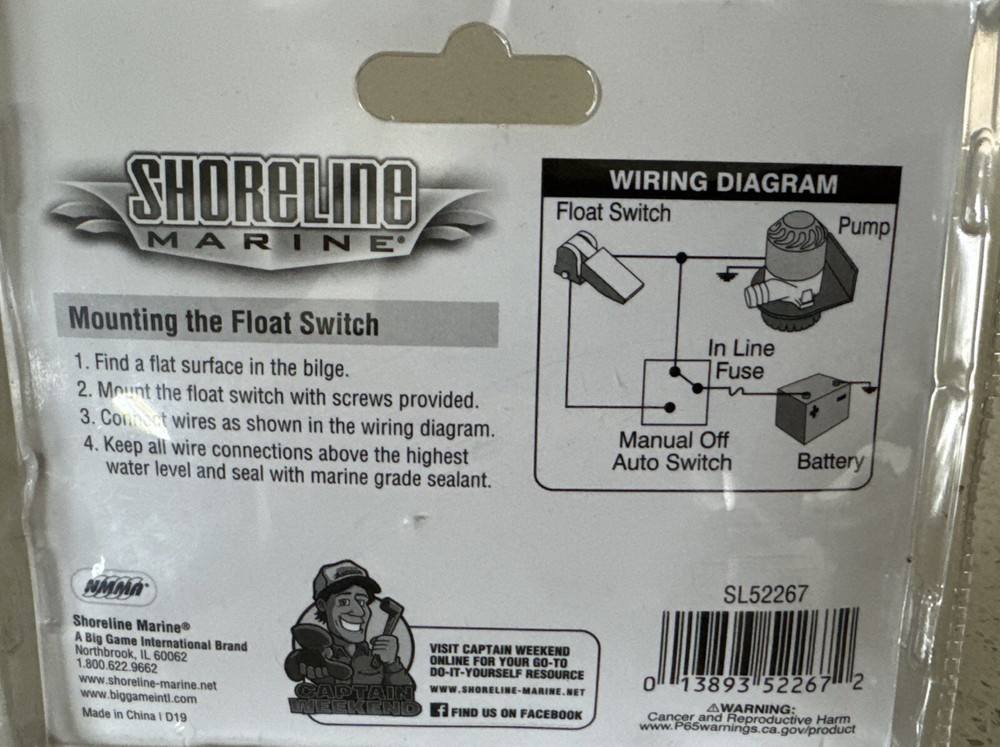 SHORELINE
MARINE®
Mounting the Float Switch
1. Find a flat surface in the bilge.
2. Mount the float switch with screws provided.
3. Connect wires as shown in the wiring diagram.
4. Keep all wire connections above the highest
water level and seal with marine grade sealant.
WIRING DIAGRAM
Float Switch
Pump
In Line
Fuse
+
-
Manual Off
Auto Switch
Battery
NMMA
Shoreline Marine®
A Big Game International Brand
Northbrook, IL 60062
1.800.622.9662
www.shoreline-marine.net
www.biggameintl.com
Made in China | D19
CAPTAIN
WEEKEND
VISIT CAPTAIN WEEKEND
ONLINE FOR YOUR GO-TO
DO-IT-YOURSELF RESOURCE
WWW.SHORELINE-MARINE.NET
f FIND US ON FACEBOOK
SL52267
0 13893 52267 2
⚠WARNING:
Cancer and Reproductive Harm
www.P65warnings.ca.gov/product